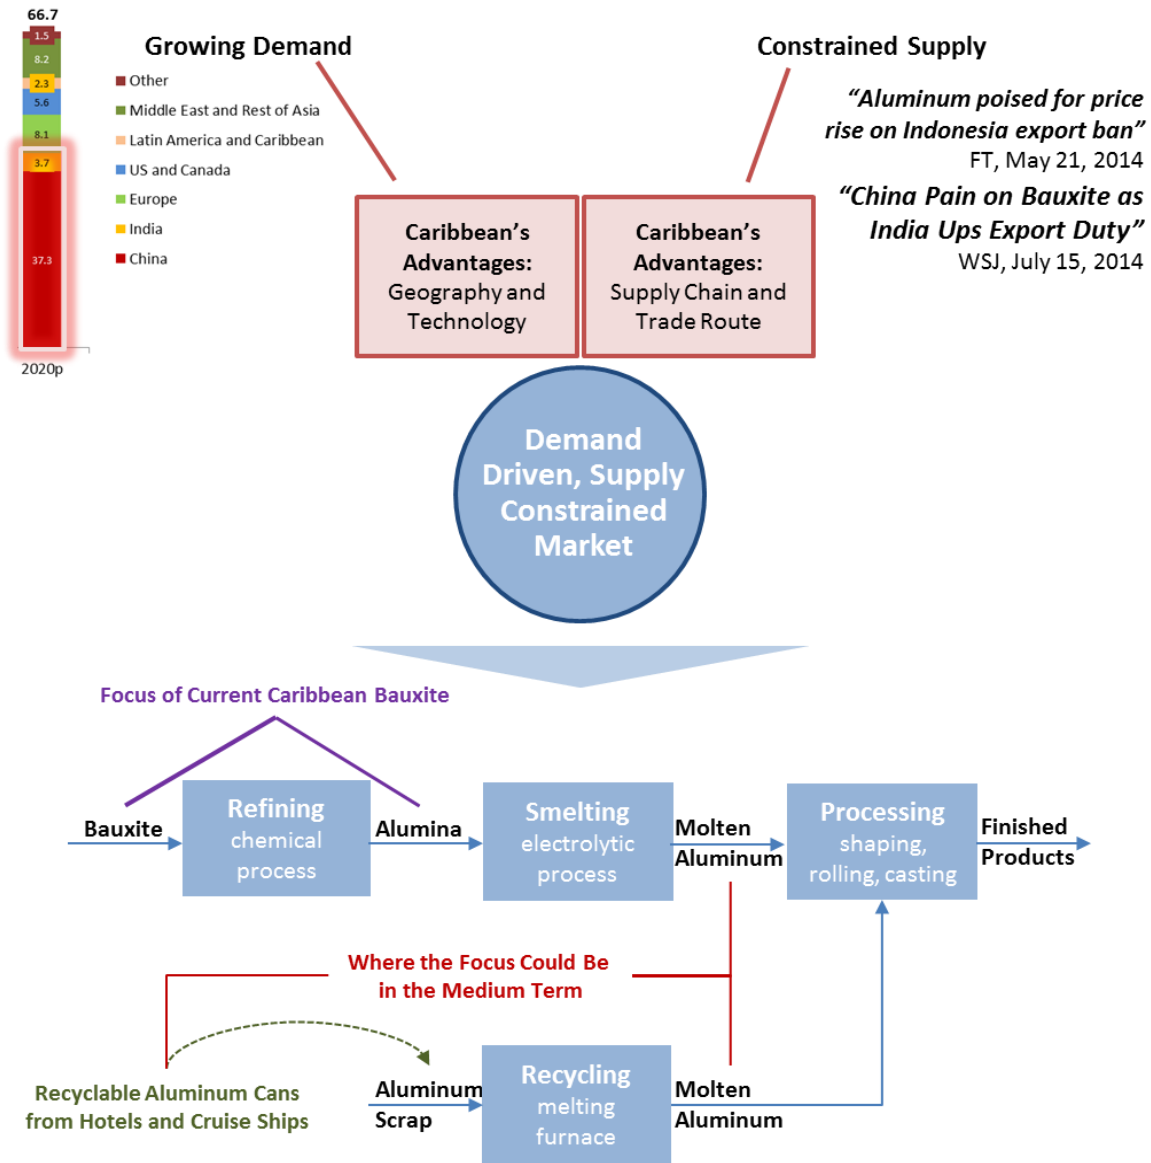 66.7
1.5
8.2
2.3
5.6
8.1
3.7
37.3
2020p
Growing Demand
Other
Middle East and Rest of Asia
Latin America and Caribbean
US and Canada
Europe
India
China
Constrained Supply
“Aluminum poised for price
rise on Indonesia export ban”
FT, May 21, 2014
“China Pain on Bauxite as
India Ups Export Duty”
WSJ, July 15, 2014
Caribbean’s
Advantages:
Geography and
Technology
Caribbean’s
Advantages:
Supply Chain and
Trade Route
Demand
Driven, Supply
Constrained
Market
Focus of Current Caribbean Bauxite
Bauxite
Refining
chemical
process
Alumina
Smelting
electrolytic
process
Molten
Aluminum
Processing
shaping,
rolling, casting
Finished
Products
Where the Focus Could Be
in the Medium Term
Recyclable Aluminum Cans
from Hotels and Cruise Ships
Aluminum
Scrap
Recycling
melting
furnace
Molten
Aluminum